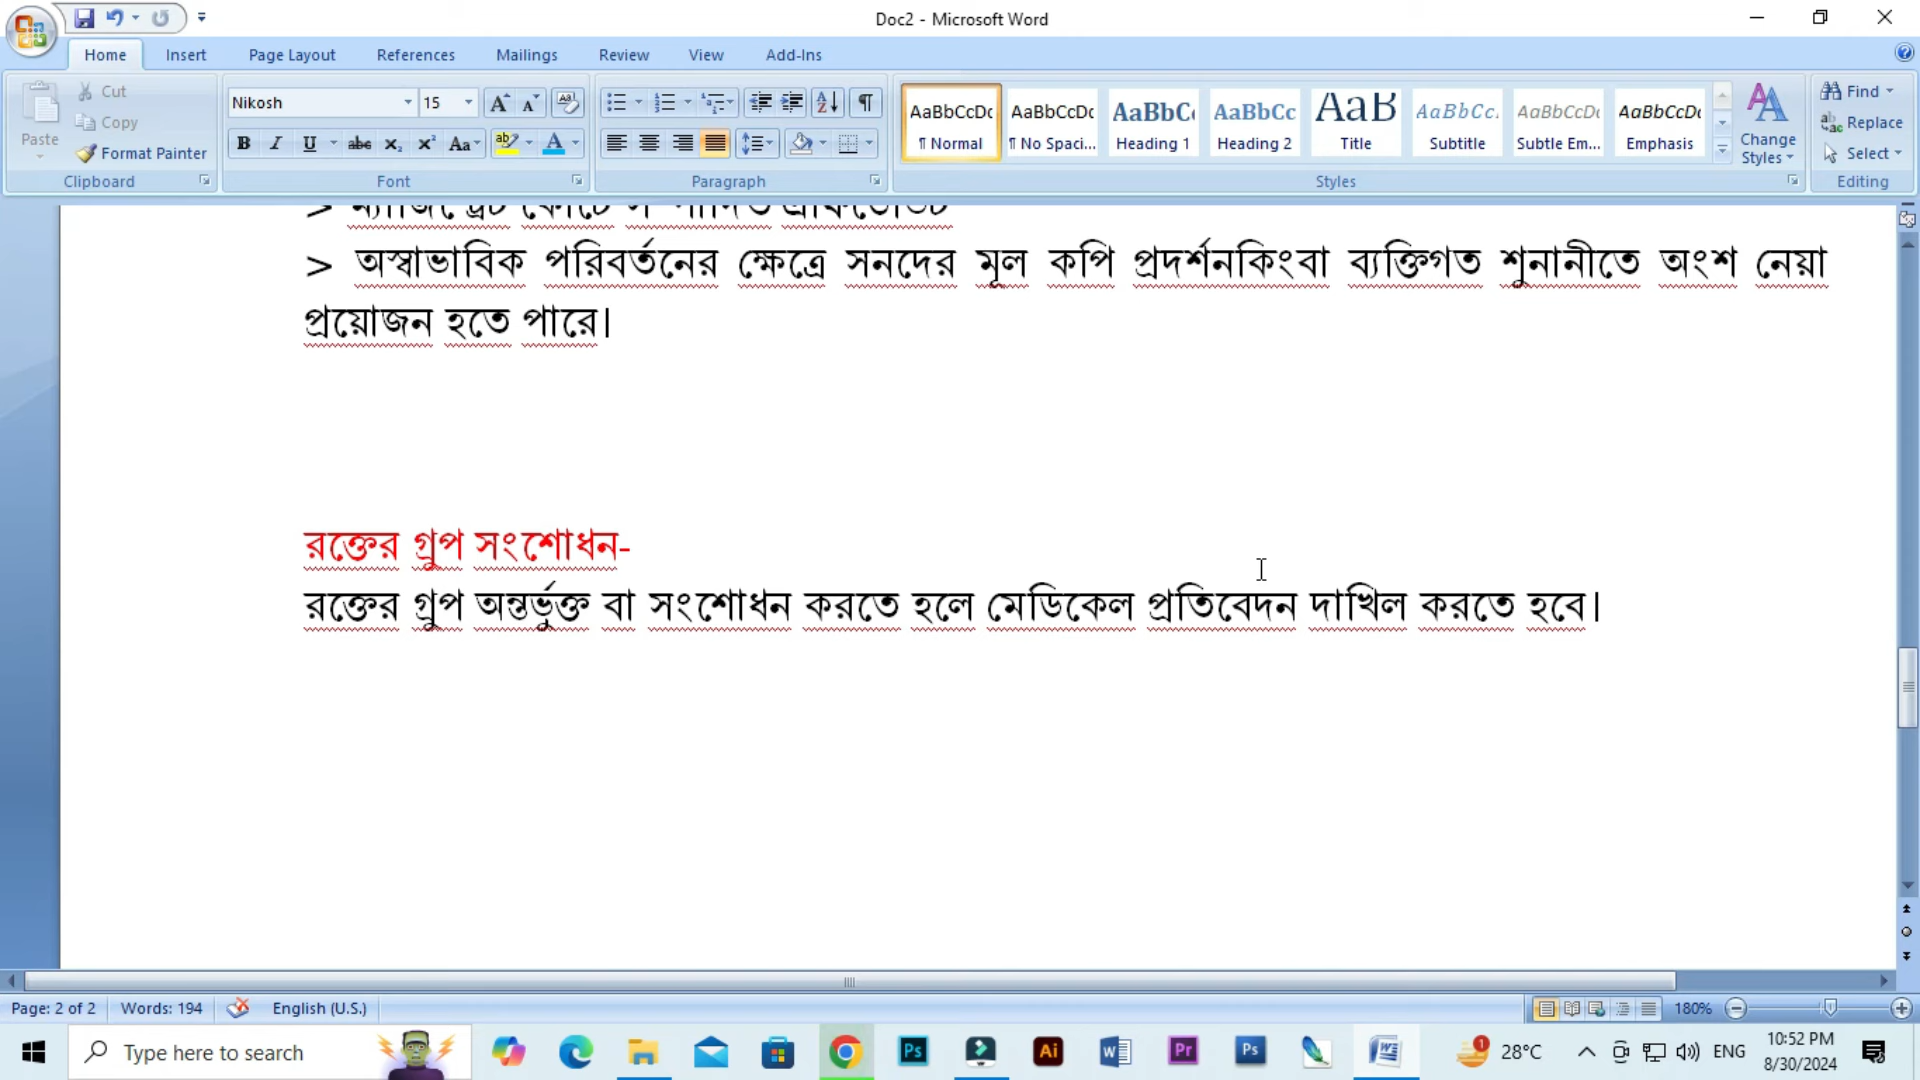 Doc2 - Microsoft Word
Home Insert Page Layout References Mailings Review View Add-Ins
Paste Cut Copy Format Painter
Nikosh 15
AaBbCcDc AaBbCcDc AaBbC AaBbCc AaB AaBbCc. AaBbCcDc AaBbCcDc
¶ Normal ¶ No Spaci... Heading 1 Heading 2 Title Subtitle Subtle Em... Emphasis
Change Styles
Find Replace Select
Clipboard Font Paragraph Styles Editing
> অস্বাভাবিক পরিবর্তনের ক্ষেত্রে সনদের মূল কপি প্রদর্শনকিংবা ব্যক্তিগত শুনানীতে অংশ নেয়া
প্রয়োজন হতে পারে।
রক্তের গ্রুপ সংশোধন-
রক্তের গ্রুপ অন্তর্ভুক্ত বা সংশোধন করতে হলে মেডিকেল প্রতিবেদন দাখিল করতে হবে।
Page: 2 of 2 Words: 194 English (U.S.) 180%
Type here to search Ps Ai Pr Ps 1 28°C ENG 10:52 PM
8/30/2024